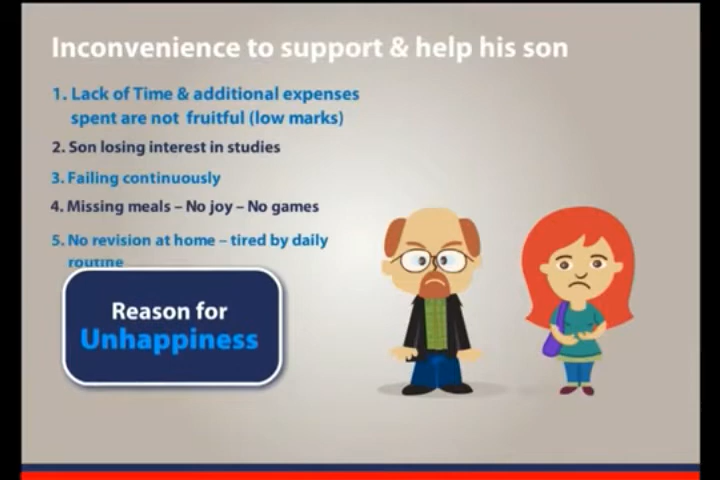 Inconvenience to support & help his son
1. Lack of Time & additional expenses
spent are not fruitful (low marks)
2. Son losing interest in studies
3. Failing continuously
4. Missing meals – No joy – No games
5. No revision at home – tired by daily
routine
Reason for
Unhappiness